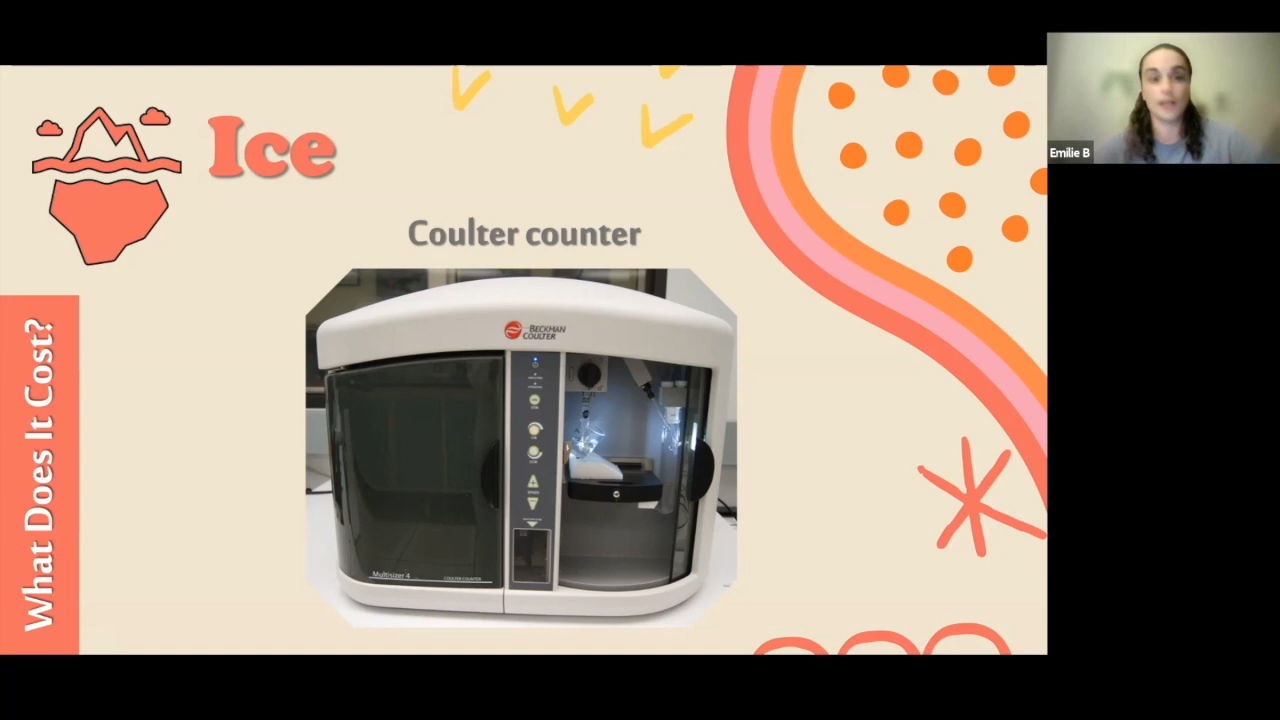 Ice
Emilie B
Coulter counter
BECKMAN
COULTER
What Does It Cost?
Multisizer 4
COULTER COUNTER